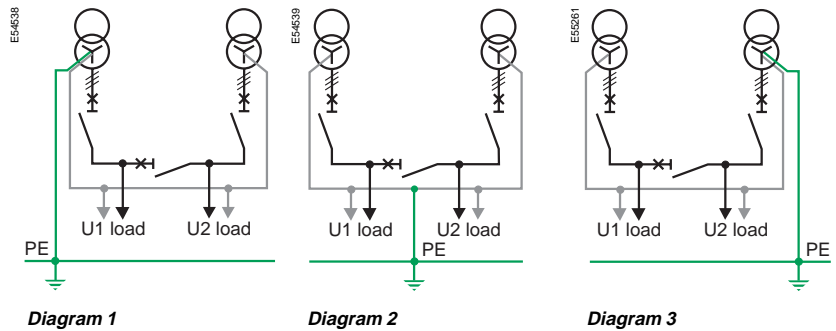 E54538
E54539
E55261
U1 load
U2 load
U1 load
U2 load
U1 load
U2 load
PE
PE
PE
Diagram 1
Diagram 2
Diagram 3